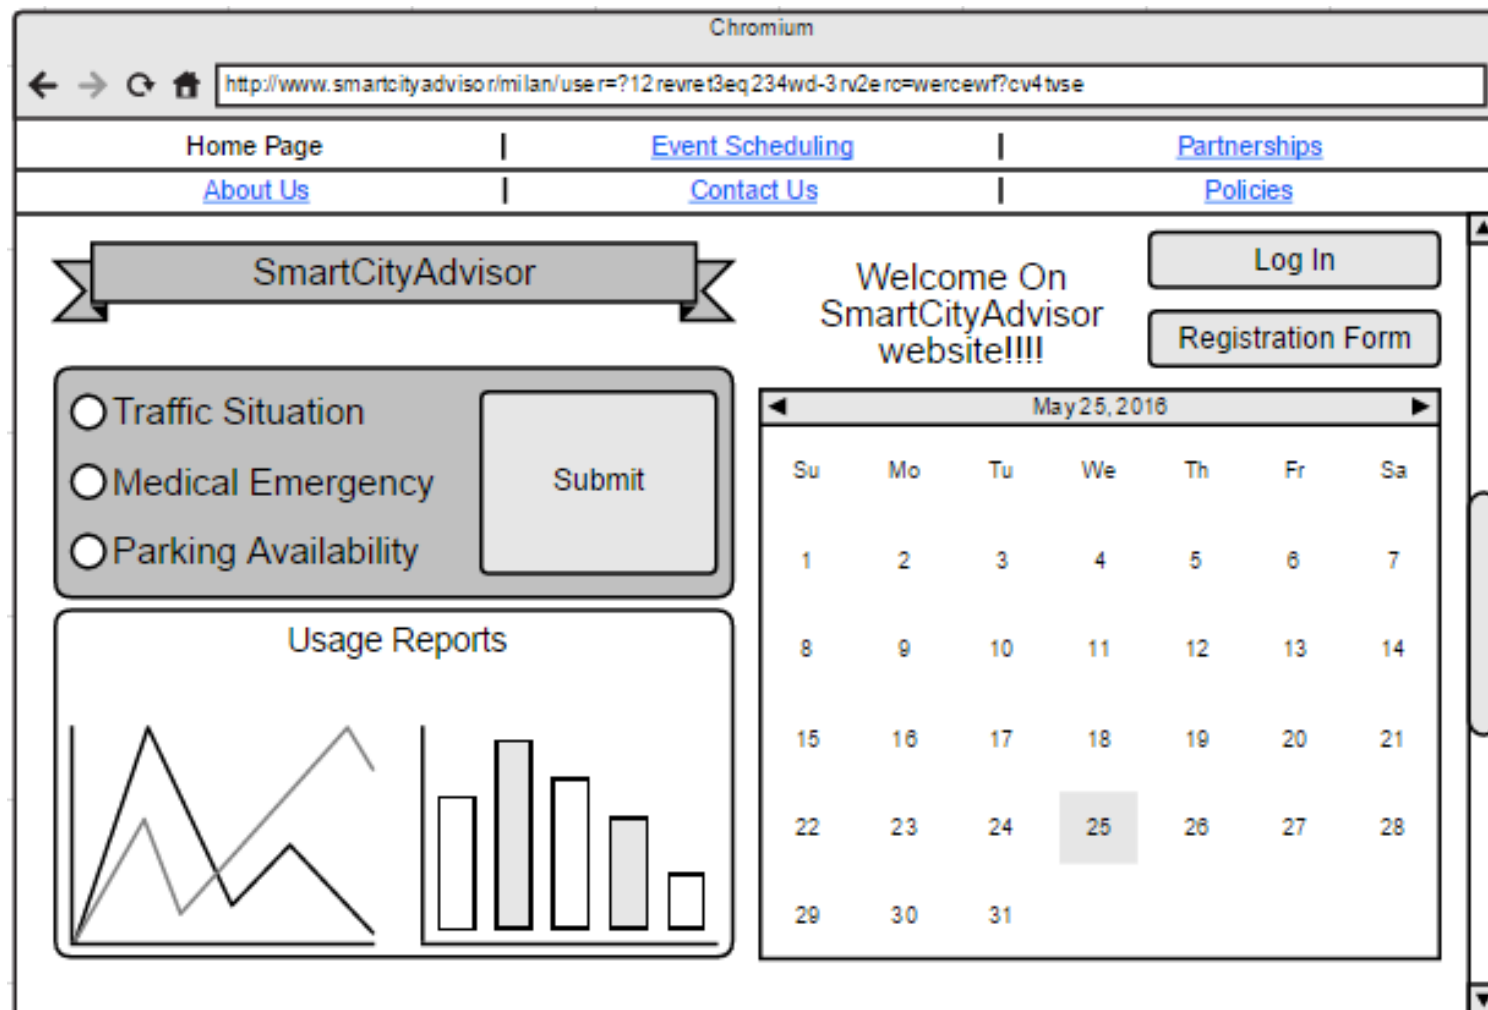 Chromium
http://www.smartcityadvisor/milan/user=?12revret3eq234wd-3rv2erc=wercewf?cv4tvse
Home Page | Event Scheduling | Partnerships
About Us | Contact Us | Policies
SmartCityAdvisor
Welcome On
SmartCityAdvisor
website!!!!
Log In
Registration Form
Traffic Situation
Medical Emergency
Parking Availability
Submit
Usage Reports
May 25, 2016
Su Mo Tu We Th Fr Sa
1 2 3 4 5 6 7
8 9 10 11 12 13 14
15 16 17 18 19 20 21
22 23 24 25 26 27 28
29 30 31